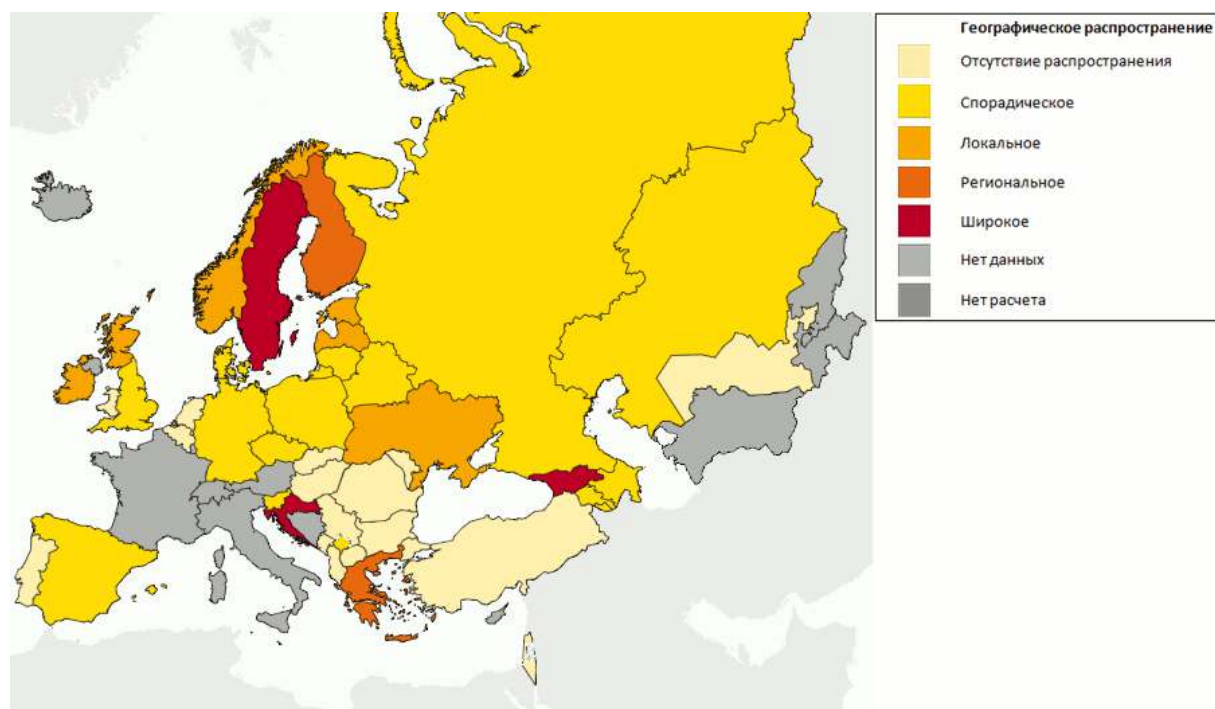 Географическое распространение
Отсутствие распространения
Спорадическое
Локальное
Региональное
Широкое
Нет данных
Нет расчета